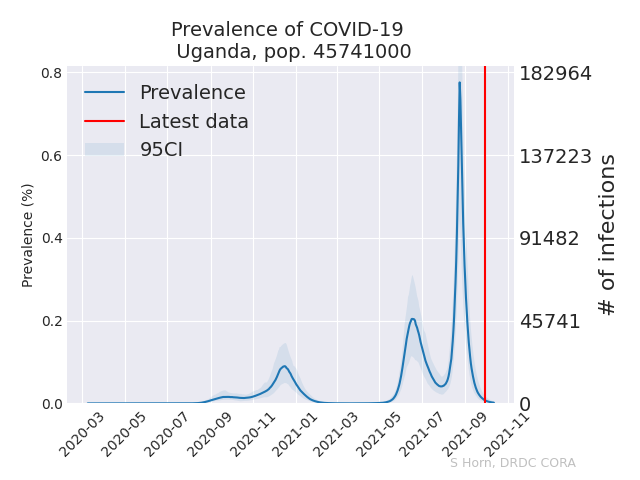 Prevalence of COVID-19
Uganda, pop. 45741000
Prevalence (%)
0.8
0.6
0.4
0.2
0.0
Prevalence
Latest data
95CI
182964
137223
91482
45741
0
# of infections
2020-03
2020-05
2020-07
2020-09
2020-11
2021-01
2021-03
2021-05
2021-07
2021-09
2021-11
S Horn, DRDC CORA